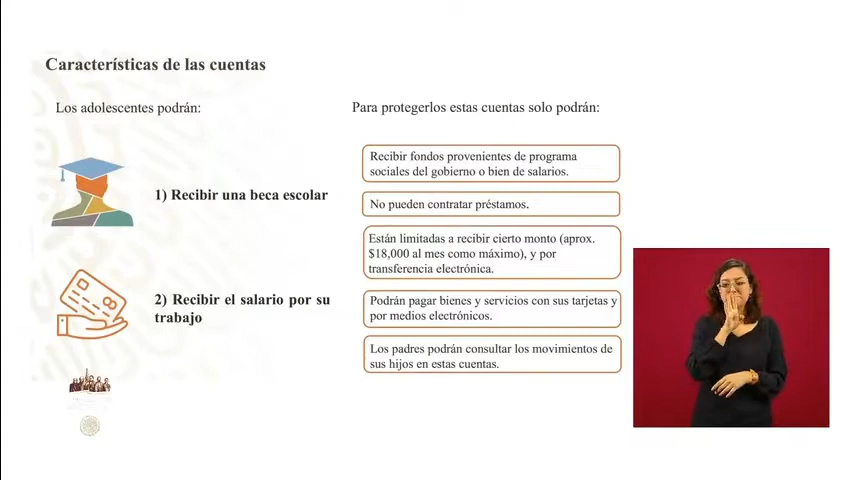 Características de las cuentas
Los adolescentes podrán:
1) Recibir una beca escolar
2) Recibir el salario por su
trabajo
Para protegerlos estas cuentas solo podrán:
Recibir fondos provenientes de programa
sociales del gobierno o bien de salarios.
No pueden contratar préstamos.
Están limitadas a recibir cierto monto (aprox.
$18,000 al mes como máximo), y por
transferencia electrónica.
Podrán pagar bienes y servicios con sus tarjetas y
por medios electrónicos.
Los padres podrán consultar los movimientos de
sus hijos en estas cuentas.